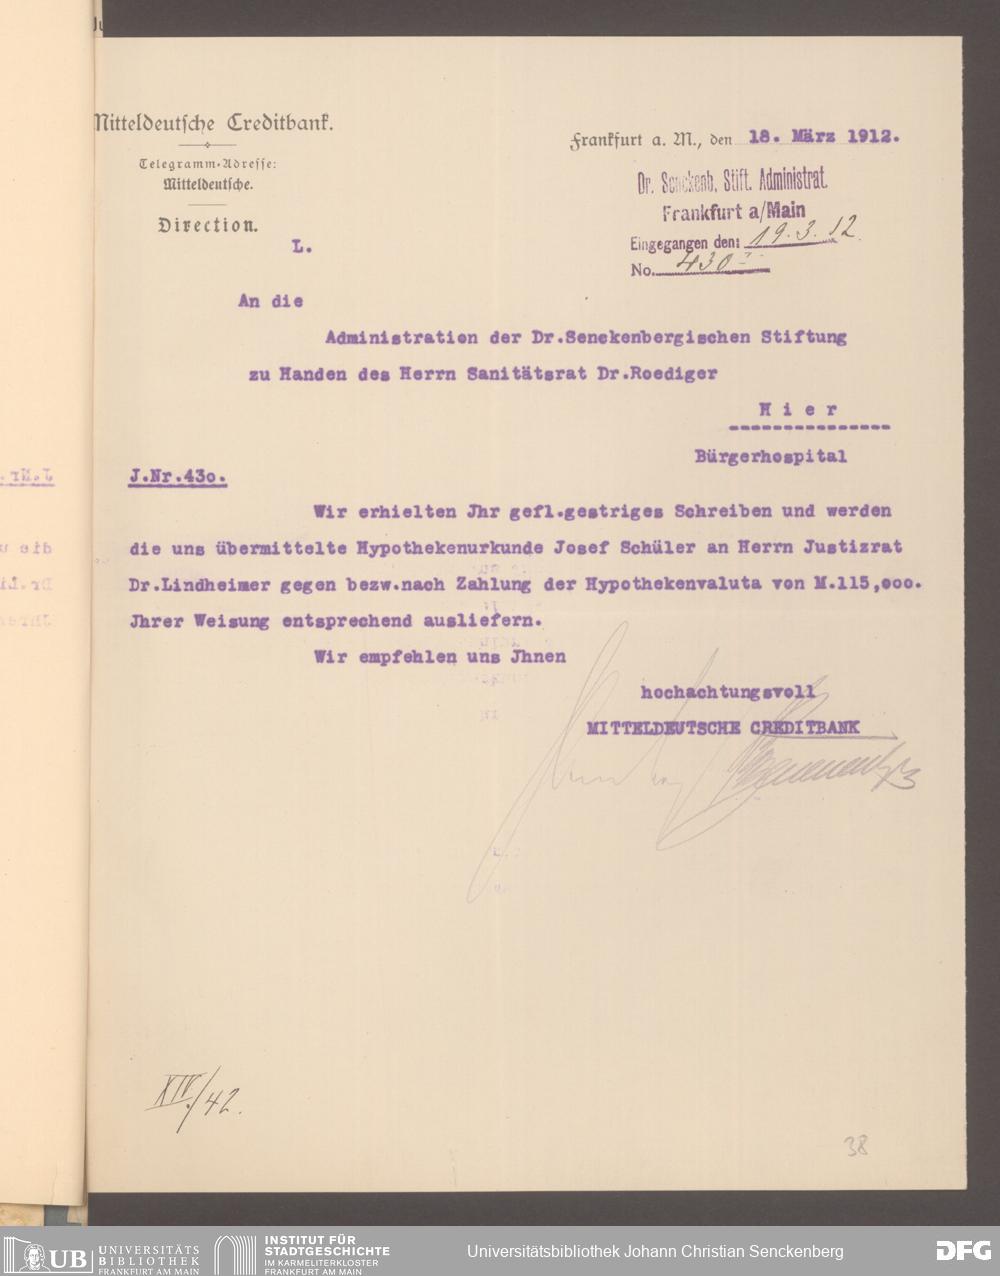 Mitteldeutsche Creditbank.
Telegramm-Adresse:
Mitteldeutsche.
Direction.
L.
Frankfurt a. M., den 18. März 1912.
Dr. Senckenb. Stift. Administrat.
Frankfurt a/Main
Eingegangen den: 19.3.12.
No. 430
An die
Administration der Dr.Senckenbergischen Stiftung
zu Handen des Herrn Sanitätsrat Dr.Roediger
H i e r
Bürgerhospital
J.Nr.43o.
Wir erhielten Jhr gefl.gestriges Schreiben und werden
die uns übermittelte Hypothekenurkunde Josef Schüler an Herrn Justizrat
Dr.Lindheimer gegen bezw.nach Zahlung der Hypothekenvaluta von M.115,ooo.
Jhrer Weisung entsprechend ausliefern.
Wir empfehlen uns Jhnen
hochachtungsvoll
MITTELDEUTSCHE CREDITBANK
XIV./42.
38
UB UNIVERSITÄTS
BIBLIOTHEK
FRANKFURT AM MAIN
INSTITUT FÜR
STADTGESCHICHTE
IM KARMELITERKLOSTER
FRANKFURT AM MAIN
Universitätsbibliothek Johann Christian Senckenberg
DFG